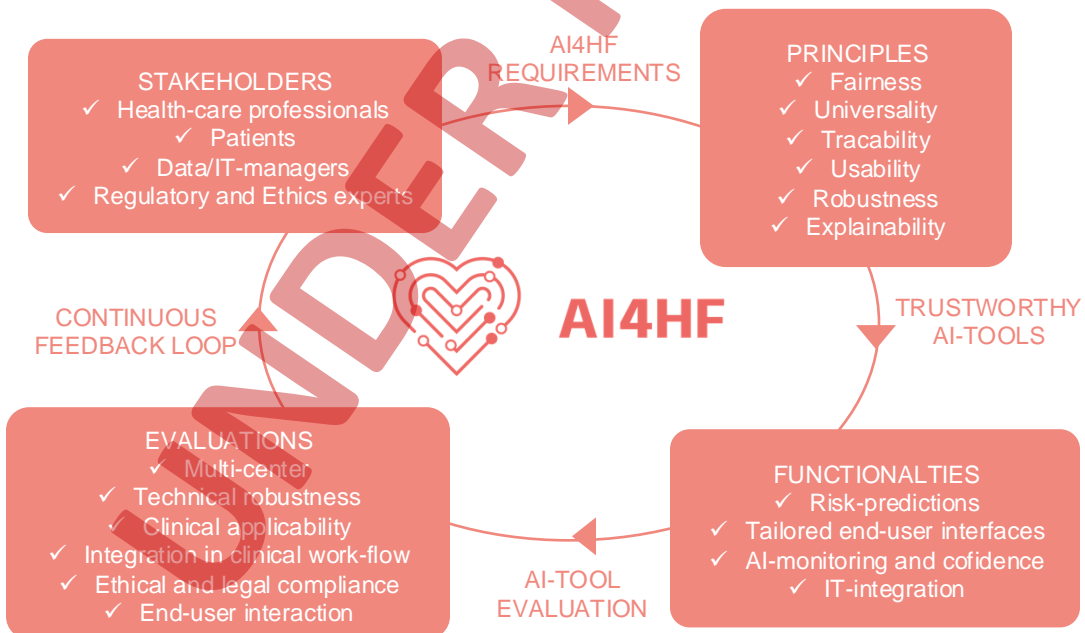 STAKEHOLDERS
✓ Health-care professionals
✓ Patients
✓ Data/IT-managers
✓ Regulatory and Ethics experts
AI4HF
REQUIREMENTS
PRINCIPLES
✓ Fairness
✓ Universality
✓ Tracability
✓ Usability
✓ Robustness
✓ Explainability
CONTINUOUS
FEEDBACK LOOP
AI4HF
TRUSTWORTHY
AI-TOOLS
EVALUATIONS
✓ Multi-center
✓ Technical robustness
✓ Clinical applicability
✓ Integration in clinical work-flow
✓ Ethical and legal compliance
✓ End-user interaction
AI-TOOL
EVALUATION
FUNCTIONALTIES
✓ Risk-predictions
✓ Tailored end-user interfaces
✓ AI-monitoring and cofidence
✓ IT-integration
UNDER